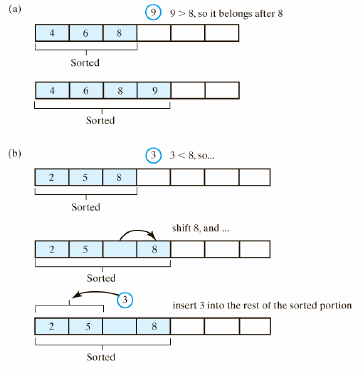 (a)
9
9 > 8, so it belongs after 8
4 6 8
Sorted
4 6 8 9
Sorted
(b)
3
3 < 8, so...
2 5 8
Sorted
shift 8, and ...
2 5 8
Sorted
3
insert 3 into the rest of the sorted portion
2 5 8
Sorted